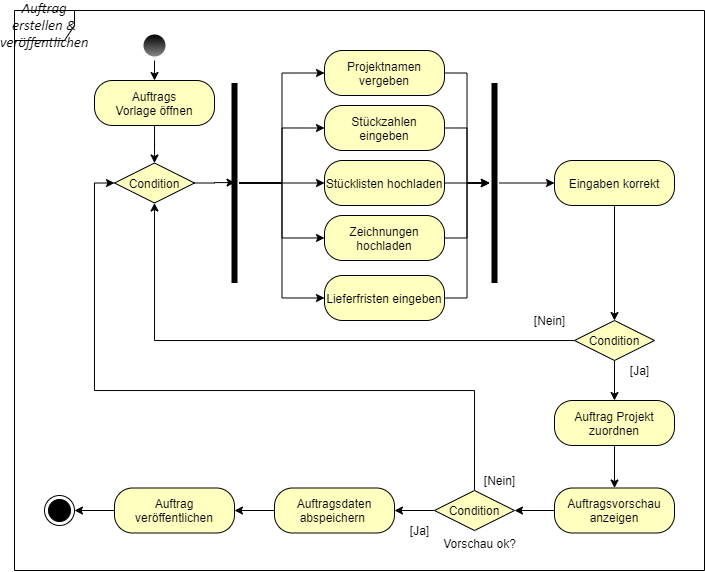 Auftrag
erstellen &
veröffentlichen
Auftrags
Vorlage öffnen
Condition
Projektnamen
vergeben
Stückzahlen
eingeben
Stücklisten hochladen
Zeichnungen
hochladen
Lieferfristen eingeben
Eingaben korrekt
[Nein]
Condition
[Ja]
Auftrag Projekt
zuordnen
Auftragsvorschau
anzeigen
[Nein]
Condition
Vorschau ok?
[Ja]
Auftragsdaten
abspeichern
Auftrag
veröffentlichen